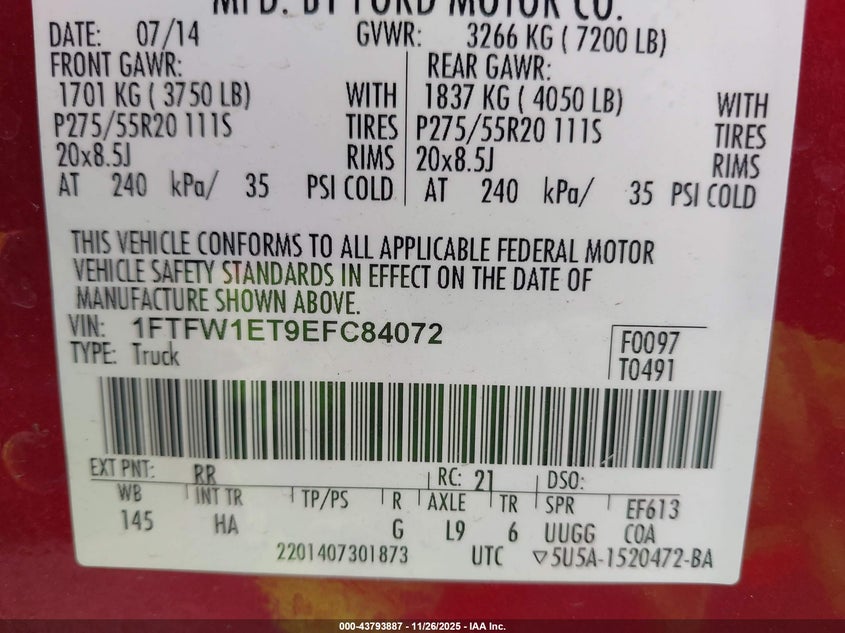 MFD. BY FORD MOTOR CO.
DATE: 07/14 GVWR: 3266 KG ( 7200 LB)
FRONT GAWR: REAR GAWR:
1701 KG ( 3750 LB) WITH 1837 KG ( 4050 LB) WITH
P275/55R20 111S TIRES P275/55R20 111S TIRES
20x8.5J RIMS 20x8.5J RIMS
AT 240 kPa/ 35 PSI COLD AT 240 kPa/ 35 PSI COLD
THIS VEHICLE CONFORMS TO ALL APPLICABLE FEDERAL MOTOR
VEHICLE SAFETY STANDARDS IN EFFECT ON THE DATE OF
MANUFACTURE SHOWN ABOVE.
VIN: 1FTFW1ET9EFC84072 F0097
TYPE: Truck T0491
EXT PNT: RR RC: 21 DSO:
WB INT TR TP/PS R AXLE TR SPR EF613
145 HA G L9 6 UUGG COA
2201407301873 UTC ▽5U5A-1520472-BA
000-43793887 - 11/26/2025 - IAA Inc.